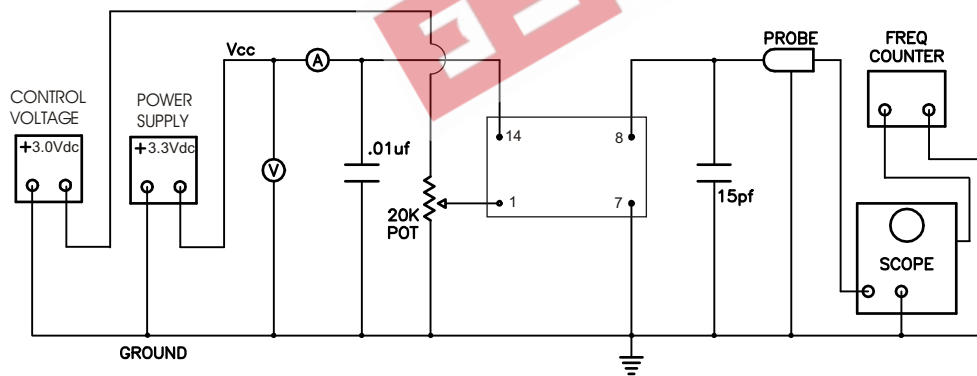 CONTROL
VOLTAGE
+3.0Vdc
POWER
SUPPLY
+3.3Vdc
Vcc
A
V
.01uf
20K
POT
14
1
8
7
15pf
PROBE
FREQ
COUNTER
SCOPE
GROUND